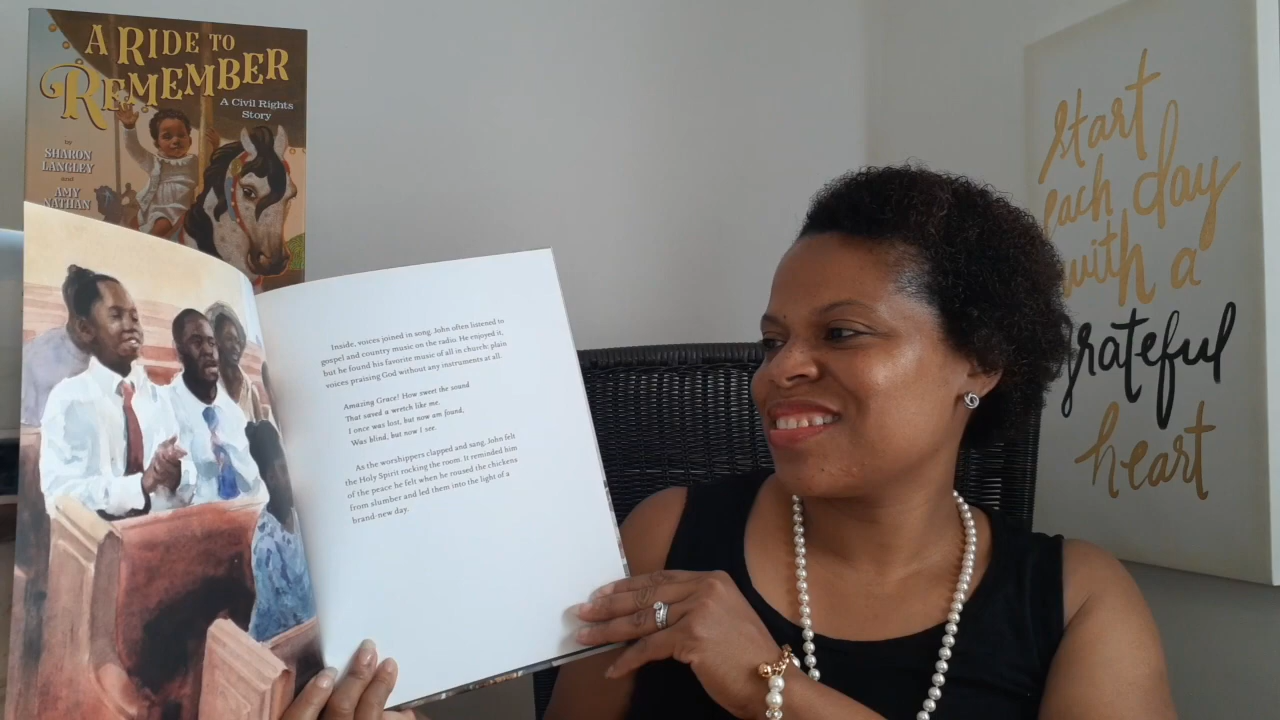 A RIDE TO
REMEMBER
A Civil Rights
Story
by
SHARON
LANGLEY
and
AMY
NATHAN
Inside, voices joined in song. John often listened to
gospel and country music on the radio. He enjoyed it,
but he found his favorite music of all in church: plain
voices praising God without any instruments at all.
Amazing Grace! How sweet the sound
That saved a wretch like me.
I once was lost, but now am found,
Was blind, but now I see.
As the worshippers clapped and sang, John felt
the Holy Spirit rocking the room. It reminded him
of the peace he felt when he roused the chickens
from slumber and led them into the light of a
brand-new day.
start
each day
with a
grateful
heart